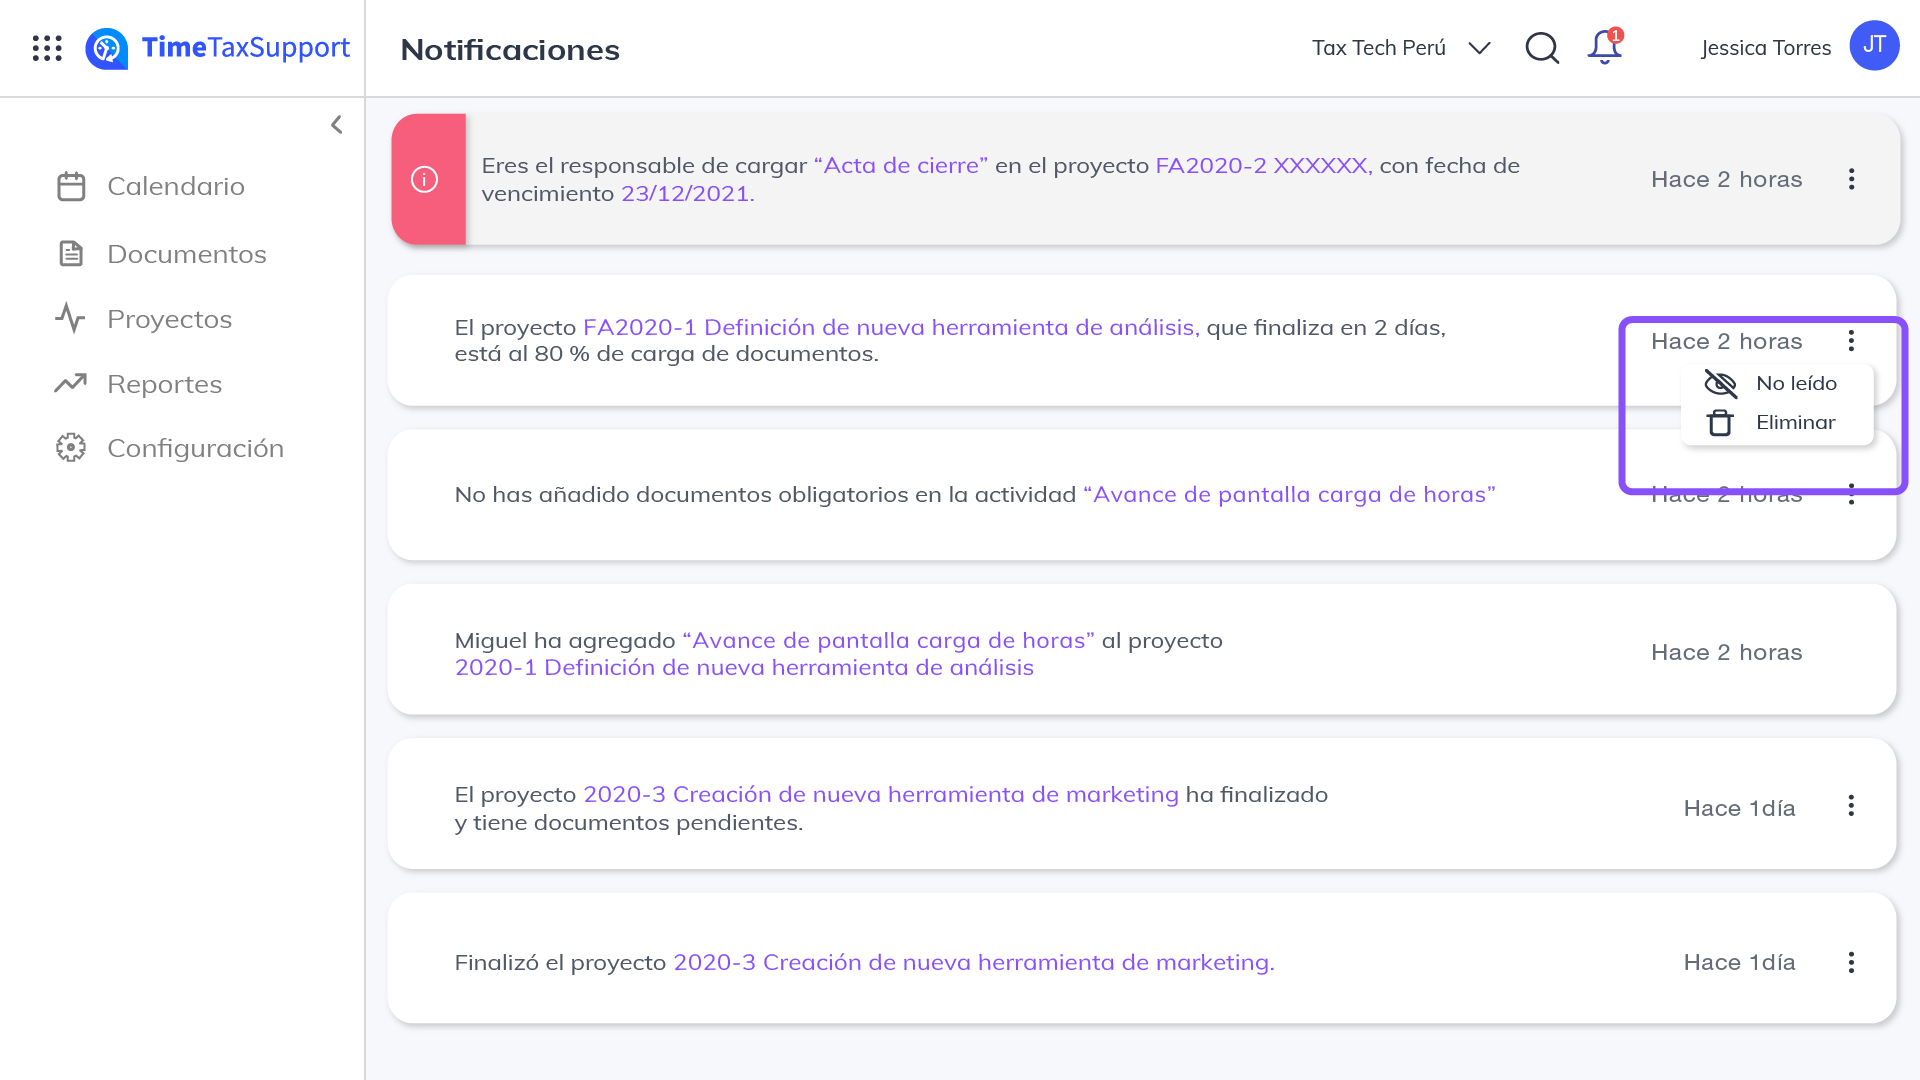 TimeTaxSupport
Notificaciones
Tax Tech Perú
1
Jessica Torres
JT
Calendario
Documentos
Proyectos
Reportes
Configuración
Eres el responsable de cargar “Acta de cierre” en el proyecto FA2020-2 XXXXXX, con fecha de
vencimiento 23/12/2021.
Hace 2 horas
El proyecto FA2020-1 Definición de nueva herramienta de análisis, que finaliza en 2 días,
está al 80 % de carga de documentos.
Hace 2 horas
No leído
Eliminar
No has añadido documentos obligatorios en la actividad “Avance de pantalla carga de horas”
Hace 2 horas
Miguel ha agregado “Avance de pantalla carga de horas” al proyecto
2020-1 Definición de nueva herramienta de análisis
Hace 2 horas
El proyecto 2020-3 Creación de nueva herramienta de marketing ha finalizado
y tiene documentos pendientes.
Hace 1día
Finalizó el proyecto 2020-3 Creación de nueva herramienta de marketing.
Hace 1día